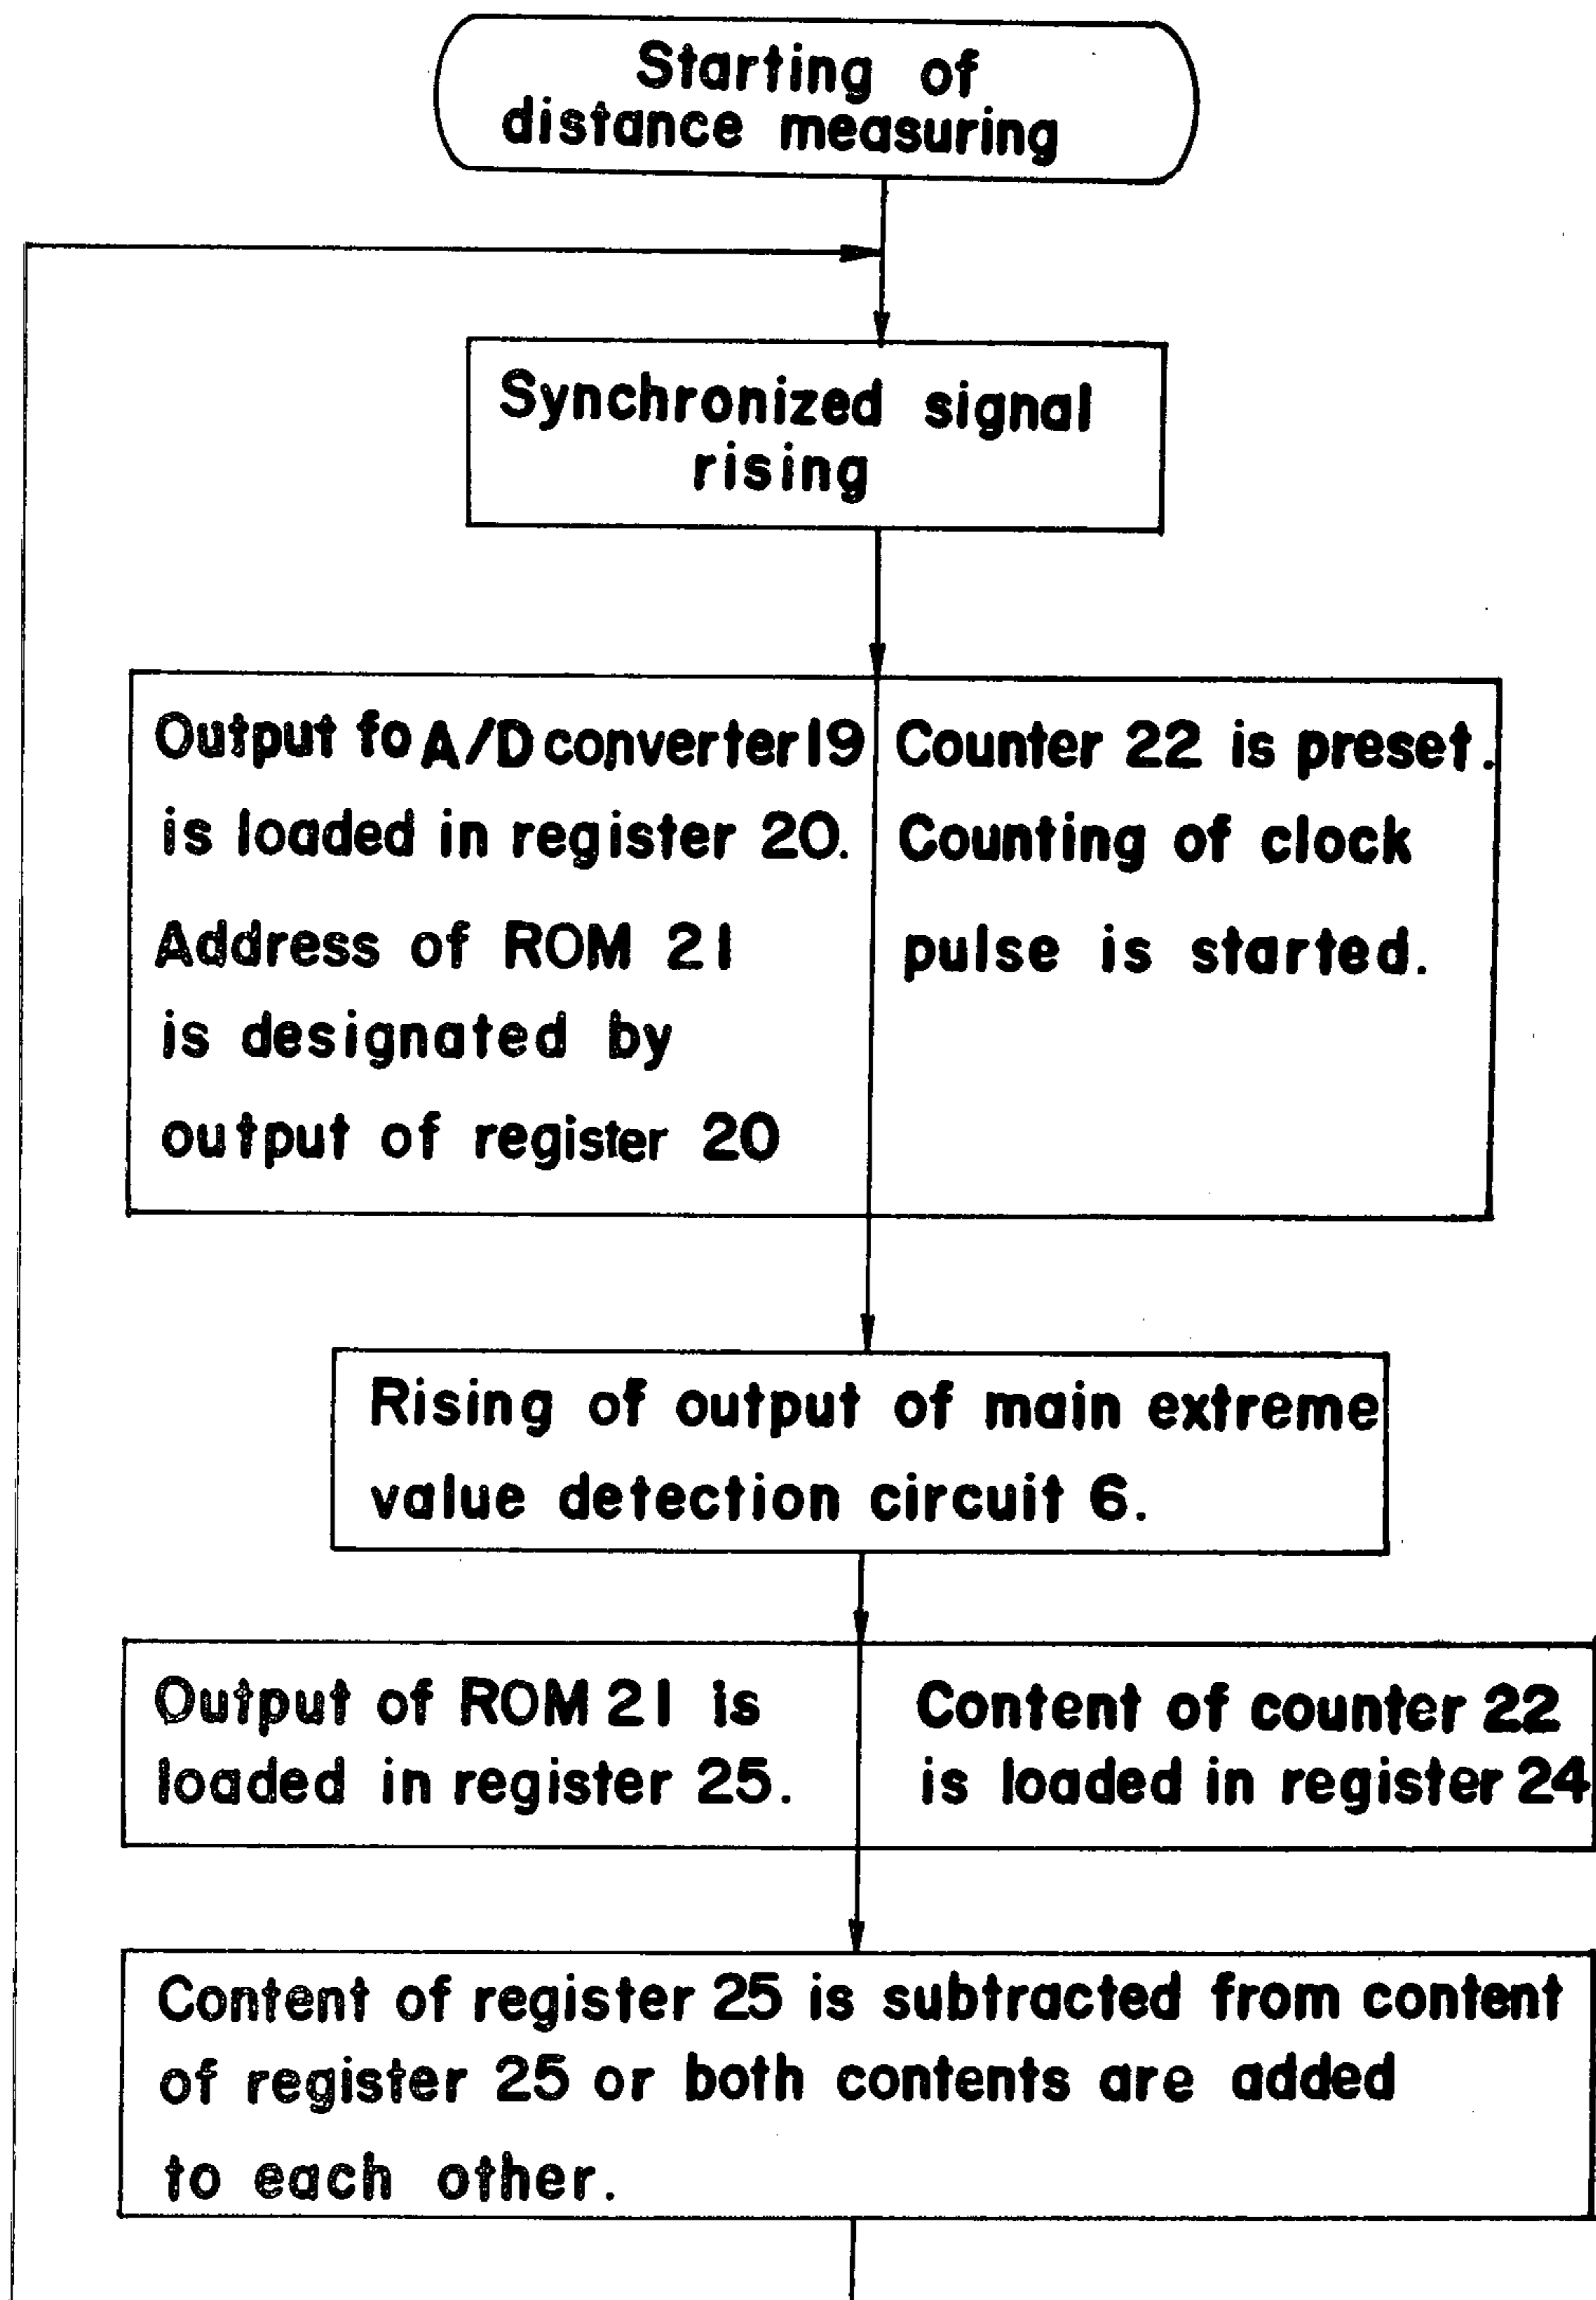 Starting of
distance measuring
Synchronized signal
rising
Output fo A/D converter 19
is loaded in register 20.
Address of ROM 21
is designated by
output of register 20
Counter 22 is preset.
Counting of clock
pulse is started.
Rising of output of main extreme
value detection circuit 6.
Output of ROM 21 is
loaded in register 25.
Content of counter 22
is loaded in register 24
Content of register 25 is subtracted from content
of register 25 or both contents are added
to each other.